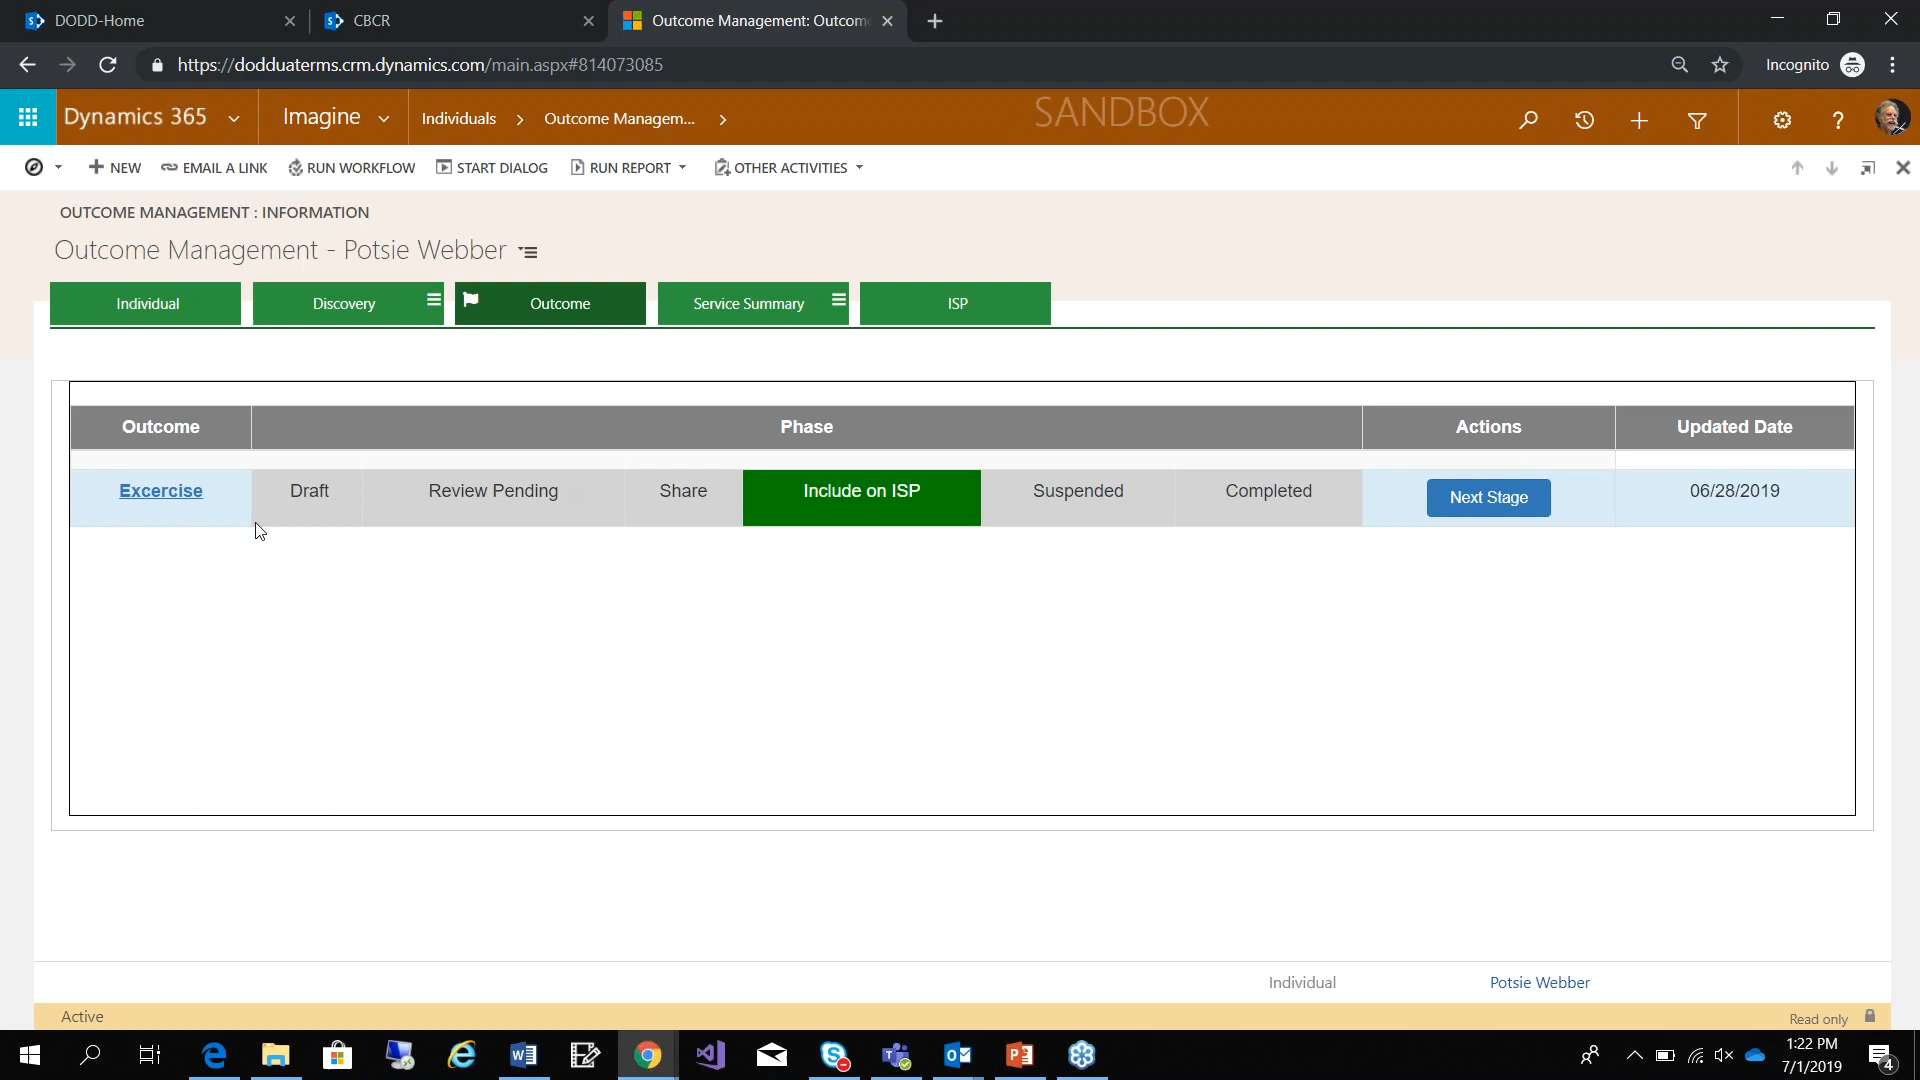 DODD-Home
CBCR
Outcome Management: Outcom
https://dodduaterms.crm.dynamics.com/main.aspx#814073085
Incognito
Dynamics 365
Imagine
Individuals
Outcome Managem...
SANDBOX
NEW
EMAIL A LINK
RUN WORKFLOW
START DIALOG
RUN REPORT
OTHER ACTIVITIES
OUTCOME MANAGEMENT : INFORMATION
Outcome Management - Potsie Webber
Individual
Discovery
Outcome
Service Summary
ISP
Outcome Phase Actions Updated Date
Excercise Draft Review Pending Share Include on ISP Suspended Completed Next Stage 06/28/2019
Individual Potsie Webber
Active
Read only
1:22 PM
7/1/2019
4